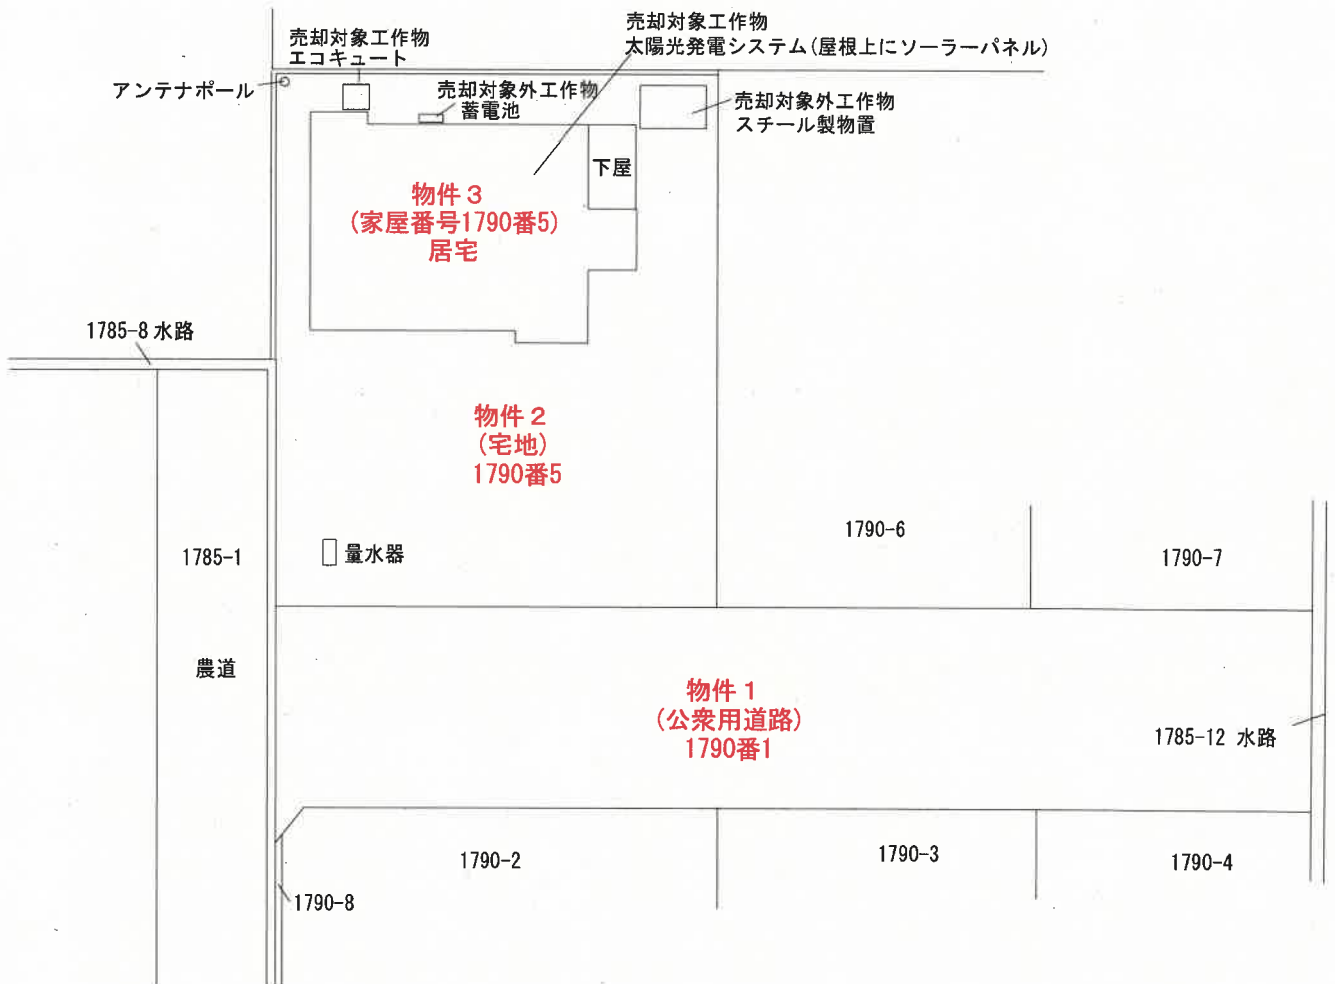 売却対象工作物
エコキュート
売却対象工作物
太陽光発電システム(屋根上にソーラーパネル)
アンテナポール
売却対象外工作物
蓄電池
売却対象外工作物
スチール製物置
下屋
物件3
(家屋番号1790番5)
居宅
1785-8 水路
物件2
(宅地)
1790番5
1790-6
1785-1
量水器
1790-7
農道
物件1
(公衆用道路)
1790番1
1785-12 水路
1790-2
1790-3
1790-4
1790-8